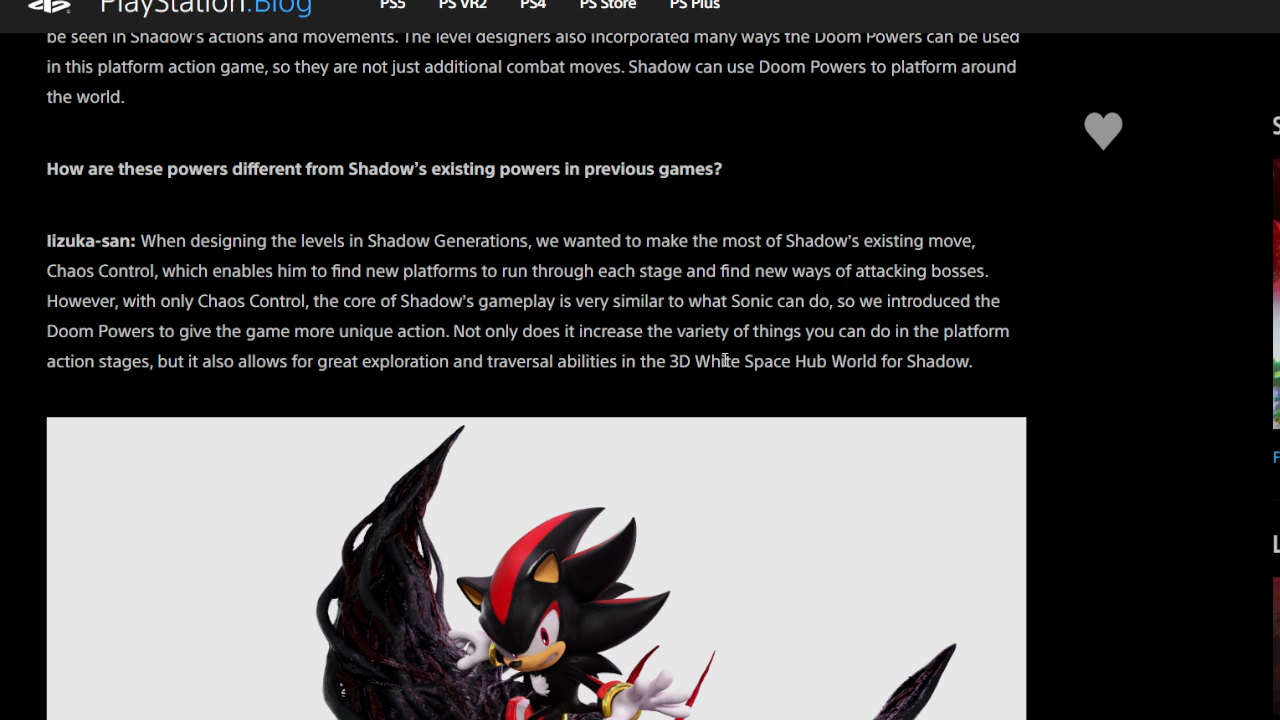 PlayStation.Blog
PS5 PS VR2 PS4 PS Store PS Plus
be seen in Shadow's actions and movements. The level designers also incorporated many ways the Doom Powers can be used
in this platform action game, so they are not just additional combat moves. Shadow can use Doom Powers to platform around
the world.
How are these powers different from Shadow’s existing powers in previous games?
Iizuka-san: When designing the levels in Shadow Generations, we wanted to make the most of Shadow’s existing move,
Chaos Control, which enables him to find new platforms to run through each stage and find new ways of attacking bosses.
However, with only Chaos Control, the core of Shadow’s gameplay is very similar to what Sonic can do, so we introduced the
Doom Powers to give the game more unique action. Not only does it increase the variety of things you can do in the platform
action stages, but it also allows for great exploration and traversal abilities in the 3D White Space Hub World for Shadow.